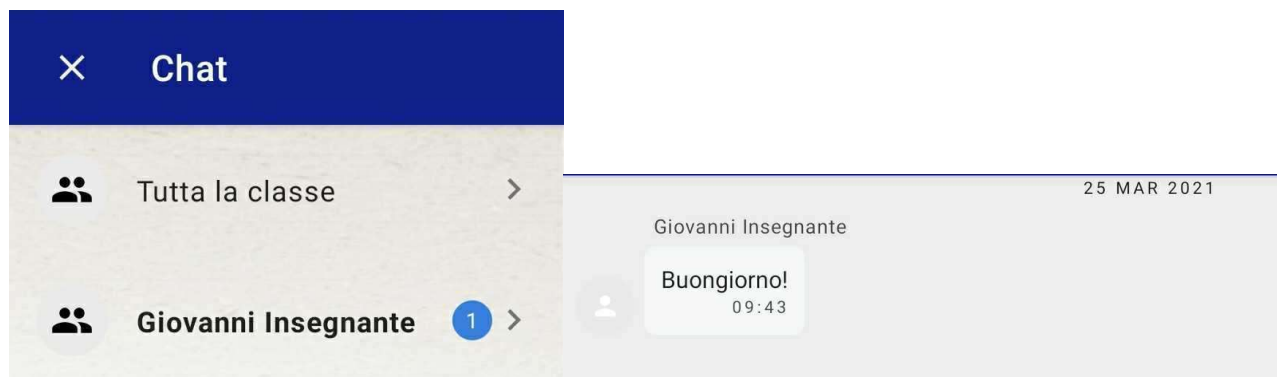 Chat
Tutta la classe
Giovanni Insegnante
1
25 MAR 2021
Giovanni Insegnante
Buongiorno!
09:43